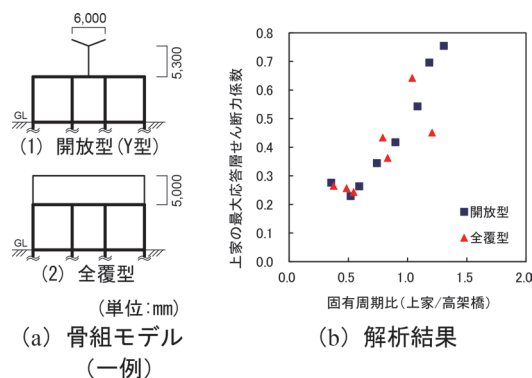 6,000
5,300
GL
(1) 開放型(Y型)
5,000
GL
(2) 全覆型
(単位:mm)
(a) 骨組モデル
(一例)
上家の最大応答層せん断力係数
0.8
0.7
0.6
0.5
0.4
0.3
0.2
0.1
0.0
開放型
全覆型
0.0 0.5 1.0 1.5 2.0
固有周期比(上家/高架橋)
(b) 解析結果